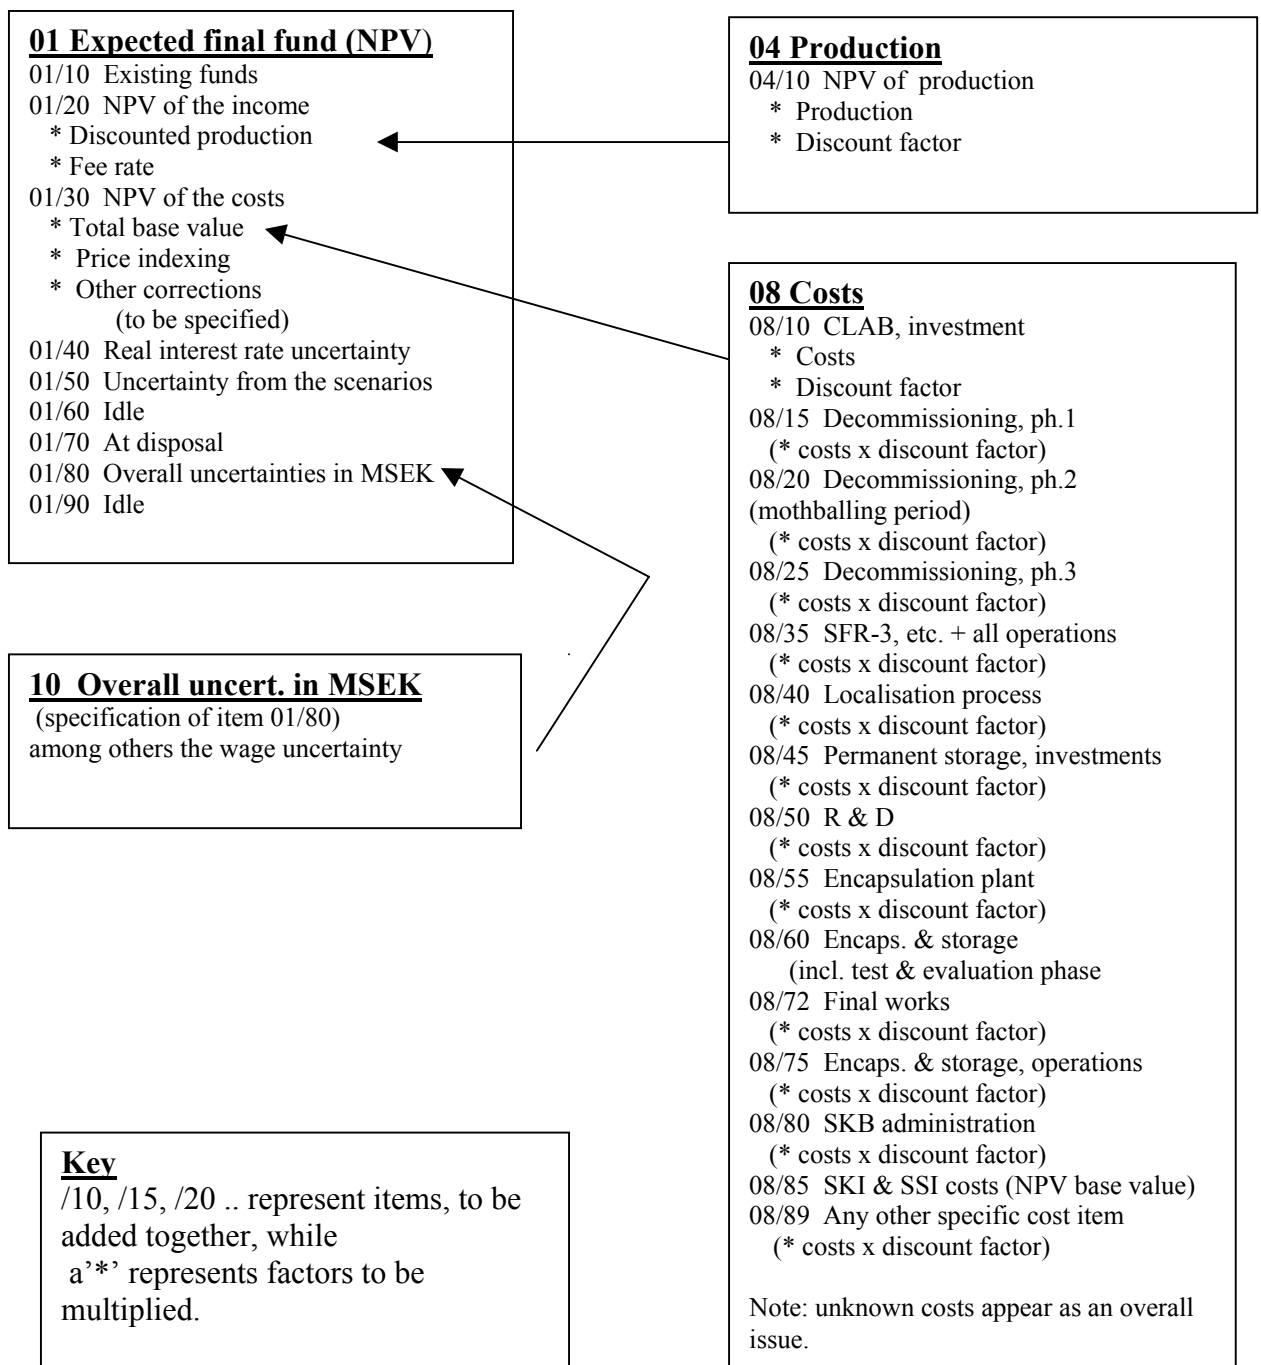 01 Expected final fund (NPV)
01/10 Existing funds
01/20 NPV of the income
* Discounted production
* Fee rate
01/30 NPV of the costs
* Total base value
* Price indexing
* Other corrections
(to be specified)
01/40 Real interest rate uncertainty
01/50 Uncertainty from the scenarios
01/60 Idle
01/70 At disposal
01/80 Overall uncertainties in MSEK
01/90 Idle
04 Production
04/10 NPV of production
* Production
* Discount factor
10 Overall uncert. in MSEK
(specification of item 01/80)
among others the wage uncertainty
08 Costs
08/10 CLAB, investment
* Costs
* Discount factor
08/15 Decommissioning, ph.1
(* costs x discount factor)
08/20 Decommissioning, ph.2
(mothballing period)
(* costs x discount factor)
08/25 Decommissioning, ph.3
(* costs x discount factor)
08/35 SFR-3, etc. + all operations
(* costs x discount factor)
08/40 Localisation process
(* costs x discount factor)
08/45 Permanent storage, investments
(* costs x discount factor)
08/50 R & D
(* costs x discount factor)
08/55 Encapsulation plant
(* costs x discount factor)
08/60 Encaps. & storage
(incl. test & evaluation phase
08/72 Final works
(* costs x discount factor)
08/75 Encaps. & storage, operations
(* costs x discount factor)
08/80 SKB administration
(* costs x discount factor)
08/85 SKI & SSI costs (NPV base value)
08/89 Any other specific cost item
(* costs x discount factor)
Note: unknown costs appear as an overall
issue.
Key
/10, /15, /20 .. represent items, to be
added together, while
a’*’ represents factors to be
multiplied.